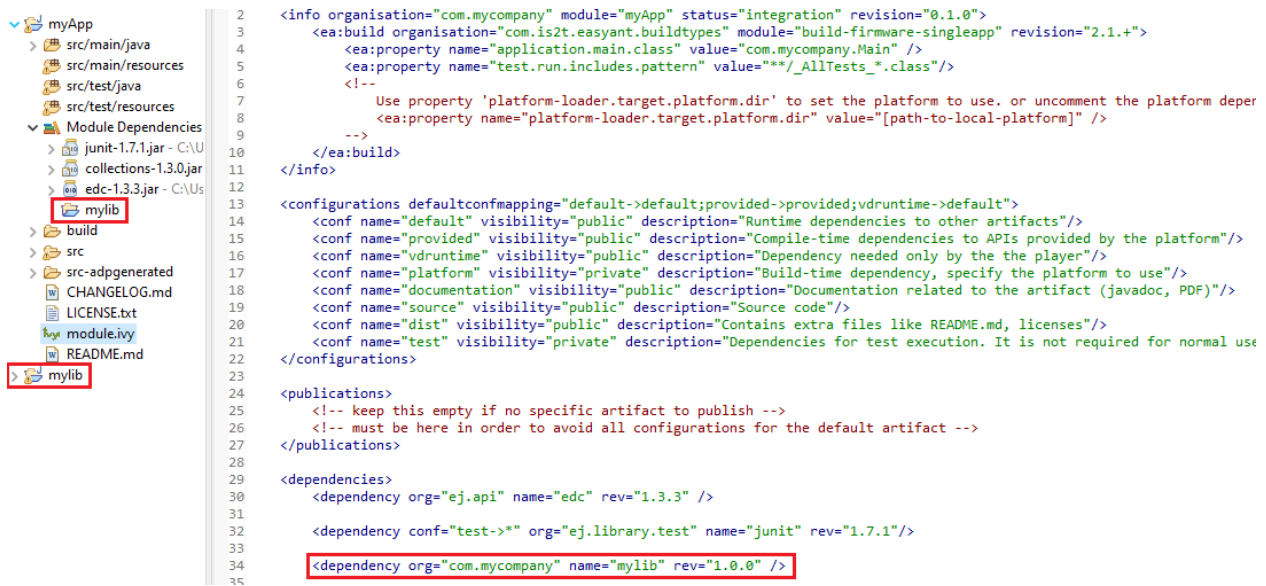 myApp
src/main/java
src/main/resources
src/test/java
src/test/resources
Module Dependencies
junit-1.7.1.jar - C:\U
collections-1.3.0.jar
edc-1.3.3.jar - C:\Us
mylib
build
src
src-adpgenerated
CHANGELOG.md
LICENSE.txt
module.ivy
README.md
mylib
2 <info organisation="com.mycompany" module="myApp" status="integration" revision="0.1.0">
3 <ea:build organisation="com.is2t.easyant.buildtypes" module="build-firmware-singleapp" revision="2.1.+">
4 <ea:property name="application.main.class" value="com.mycompany.Main" />
5 <ea:property name="test.run.includes.pattern" value="**/_AllTests_*.class"/>
6 <!--
7 Use property 'platform-loader.target.platform.dir' to set the platform to use. or uncomment the platform deper
8 <ea:property name="platform-loader.target.platform.dir" value="[path-to-local-platform]" />
9 -->
10 </ea:build>
11 </info>
12
13 <configurations defaultconfmapping="default->default;provided->provided;vdruntime->default">
14 <conf name="default" visibility="public" description="Runtime dependencies to other artifacts"/>
15 <conf name="provided" visibility="public" description="Compile-time dependencies to APIs provided by the platform"/>
16 <conf name="vdruntime" visibility="public" description="Dependency needed only by the the player"/>
17 <conf name="platform" visibility="private" description="Build-time dependency, specify the platform to use"/>
18 <conf name="documentation" visibility="public" description="Documentation related to the artifact (javadoc, PDF)"/>
19 <conf name="source" visibility="public" description="Source code"/>
20 <conf name="dist" visibility="public" description="Contains extra files like README.md, licenses"/>
21 <conf name="test" visibility="private" description="Dependencies for test execution. It is not required for normal use
22 </configurations>
23
24 <publications>
25 <!-- keep this empty if no specific artifact to publish -->
26 <!-- must be here in order to avoid all configurations for the default artifact -->
27 </publications>
28
29 <dependencies>
30 <dependency org="ej.api" name="edc" rev="1.3.3" />
31
32 <dependency conf="test->*" org="ej.library.test" name="junit" rev="1.7.1"/>
33
34 <dependency org="com.mycompany" name="mylib" rev="1.0.0" />
35